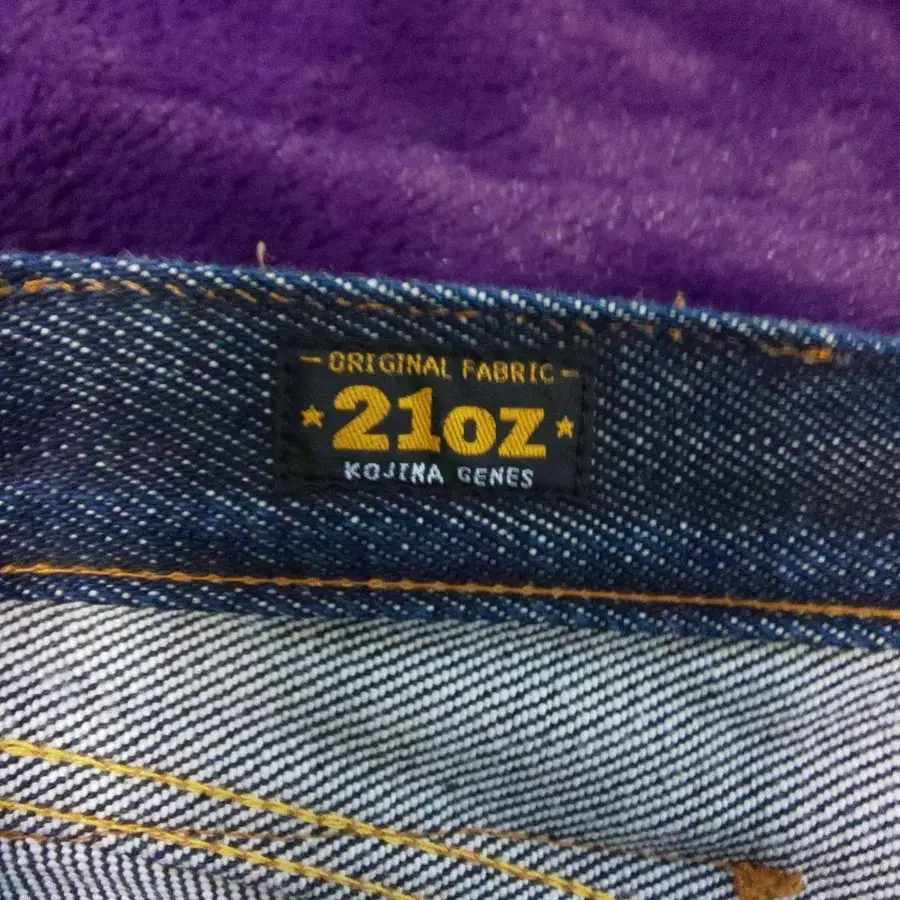 - ORIGINAL FABRIC -
★ 21OZ ★
KOJIMA GENES